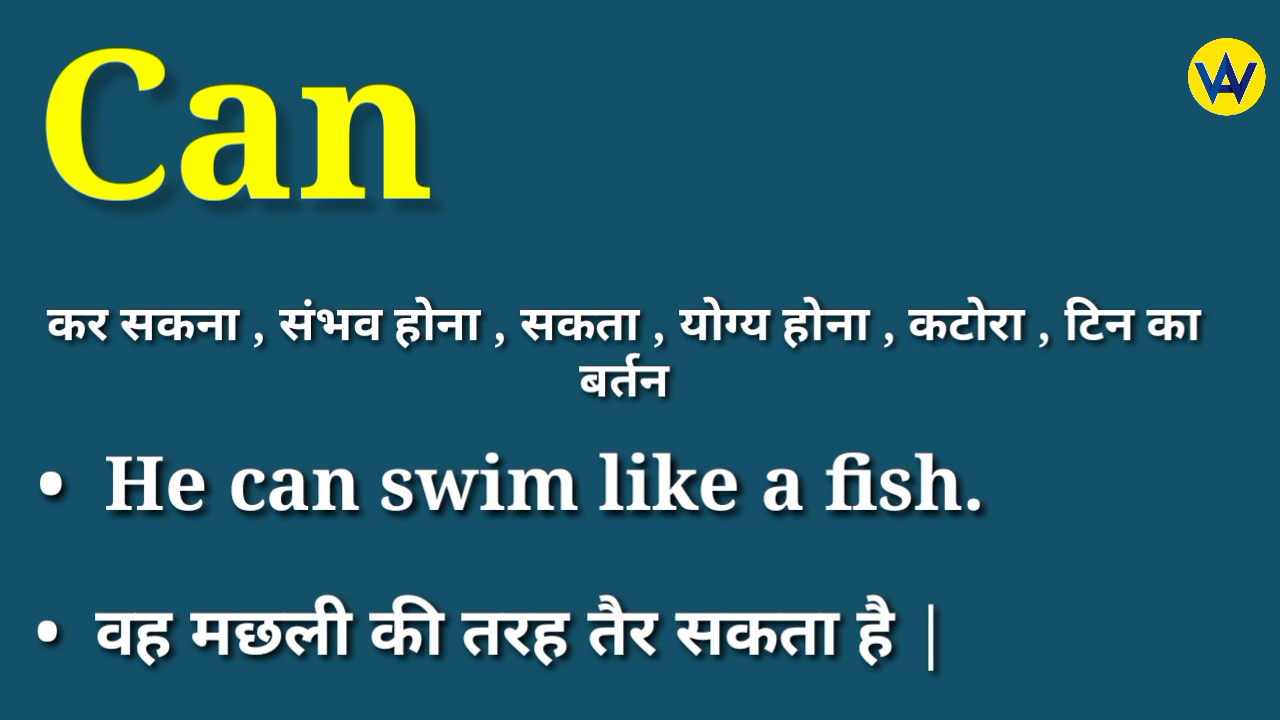 Can
कर सकना , संभव होना , सकता , योग्य होना , कटोरा , टिन का
बर्तन
• He can swim like a fish.
• वह मछली की तरह तैर सकता है |